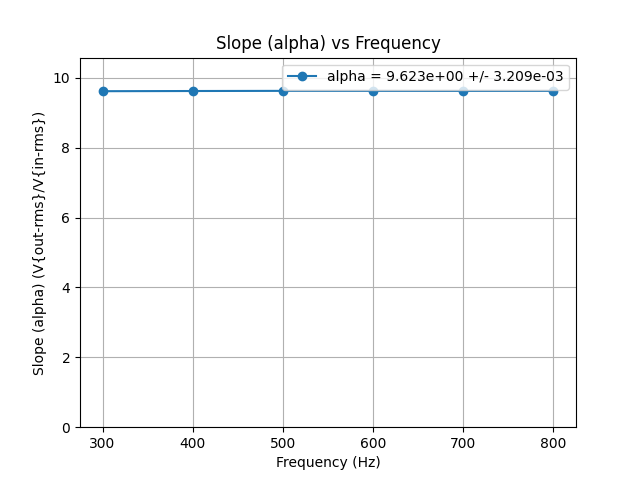 Slope (alpha) vs Frequency
alpha = 9.623e+00 +/- 3.209e-03
Slope (alpha) (V{out-rms}/V{in-rms})
10
8
6
4
2
0
300 400 500 600 700 800
Frequency (Hz)